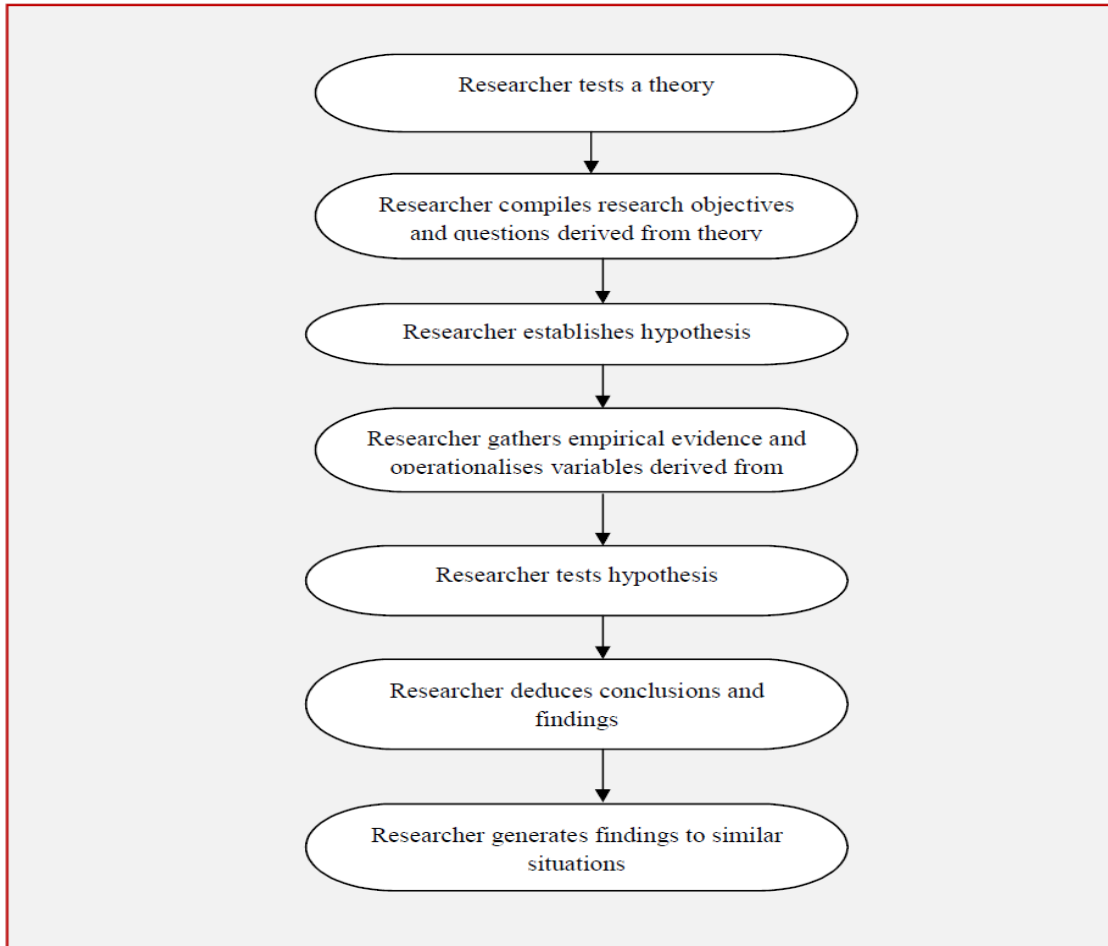 Researcher tests a theory
Researcher compiles research objectives
and questions derived from theory
Researcher establishes hypothesis
Researcher gathers empirical evidence and
operationalises variables derived from
Researcher tests hypothesis
Researcher deduces conclusions and
findings
Researcher generates findings to similar
situations